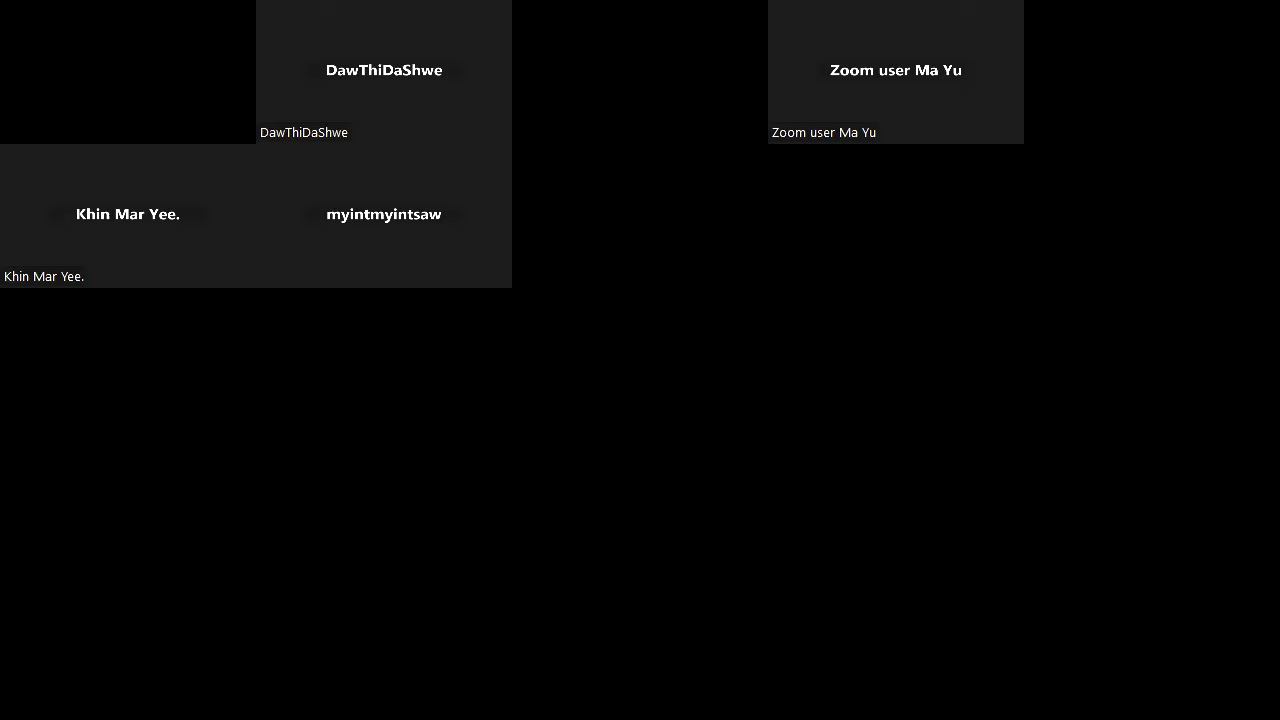 DawThiDaShwe
DawThiDaShwe
Zoom user Ma Yu
Zoom user Ma Yu
Khin Mar Yee.
Khin Mar Yee.
myintmyintsaw